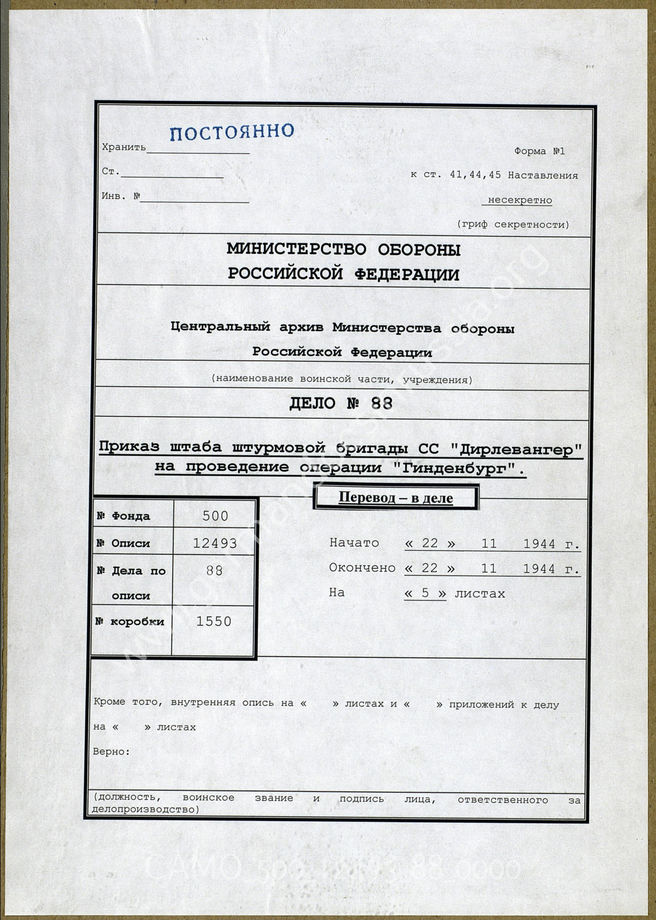 ПОСТОЯННО
Хранить
Форма №1
Ст.
к ст. 41,44,45 Наставления
Инв. №
несекретно
(гриф секретности)
МИНИСТЕРСТВО ОБОРОНЫ
РОССИЙСКОЙ ФЕДЕРАЦИИ
Центральный архив Министерства обороны
Российской Федерации
(наименование воинской части, учреждения)
ДЕЛО № 88
Приказ штаба штурмовой бригады СС "Дирлевангер"
на проведение операции "Гинденбург".
Перевод – в деле
№ Фонда 500
№ Описи 12493
№ Дела по 88
описи
№ коробки 1550
Начато « 22 » 11 1944 г.
Окончено « 22 » 11 1944 г.
На « 5 » листах
Кроме того, внутренняя опись на « » листах и « » приложений к делу
на « » листах
Верно:
(должность, воинское звание и подпись лица, ответственного за
делопроизводство)